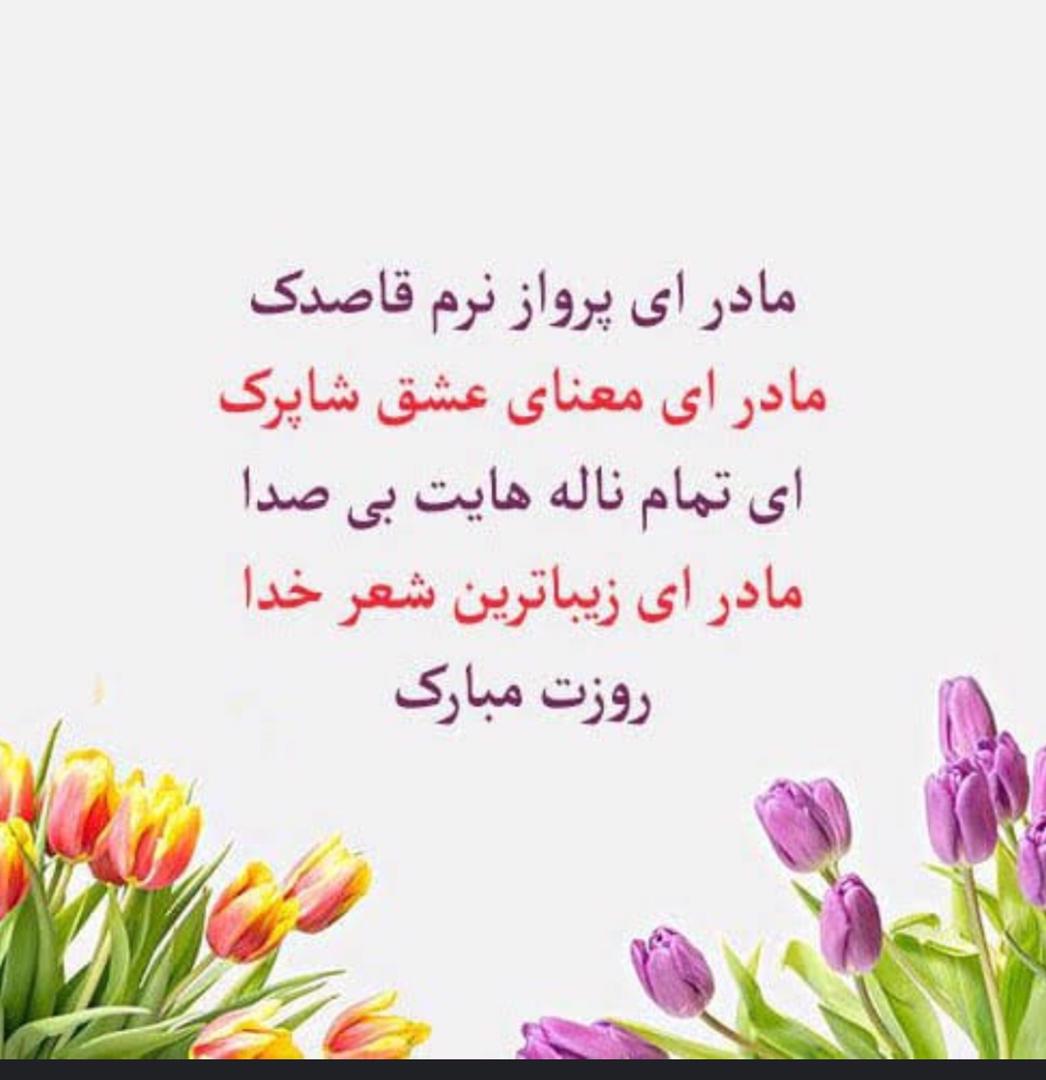 مادر ای پرواز نرم قاصدک
مادر ای معنای عشق شاپرک
ای تمام ناله هایت بی صدا
مادر ای زیباترین شعر خدا
روزت مبارک